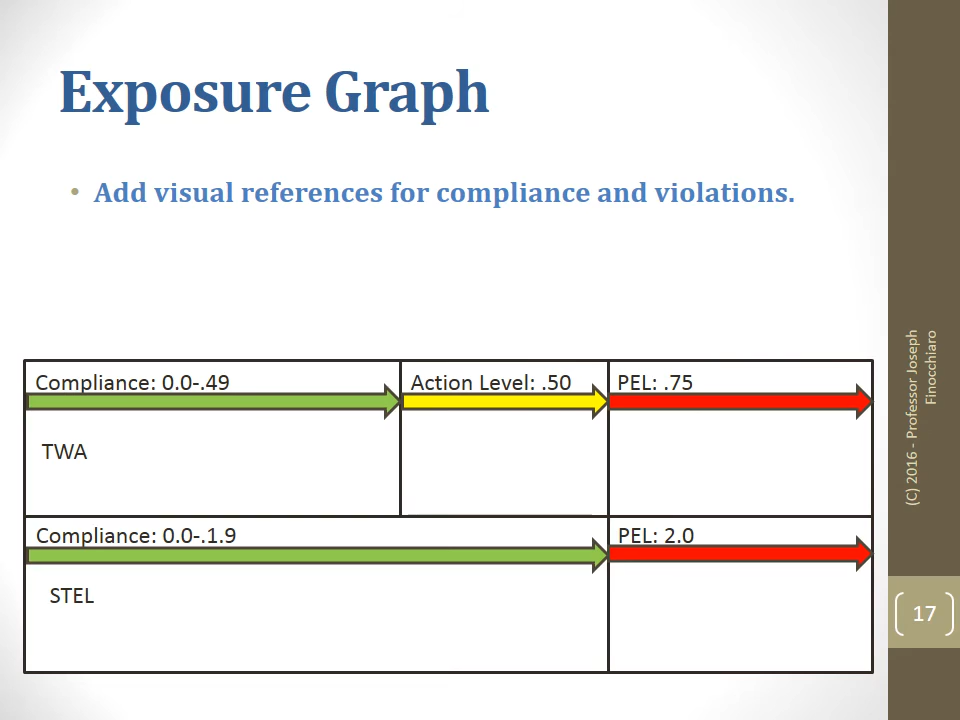 Exposure Graph
• Add visual references for compliance and violations.
Compliance: 0.0-.49
Action Level: .50
PEL: .75
TWA
Compliance: 0.0-.1.9
PEL: 2.0
STEL
(C) 2016 - Professor Joseph
Finocchiaro
17